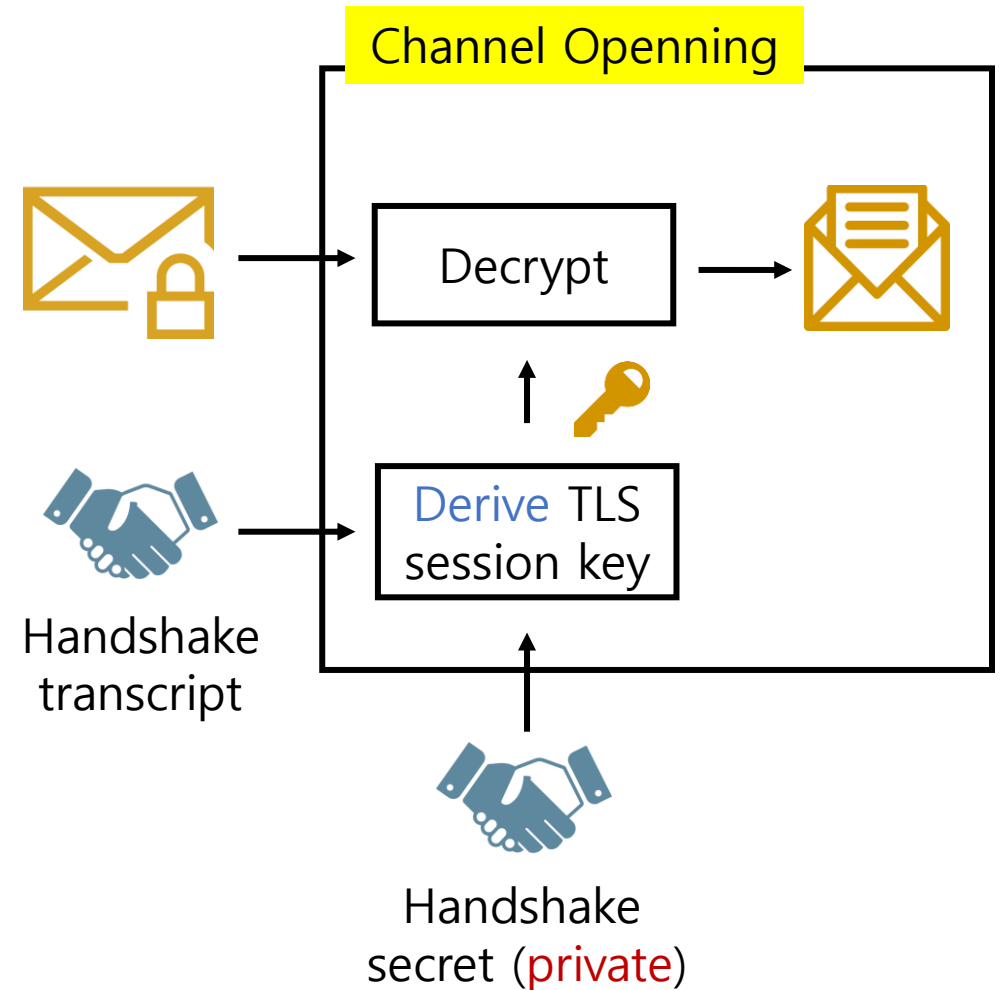 Channel Openning
Decrypt
Derive TLS
session key
Handshake
transcript
Handshake
secret (private)